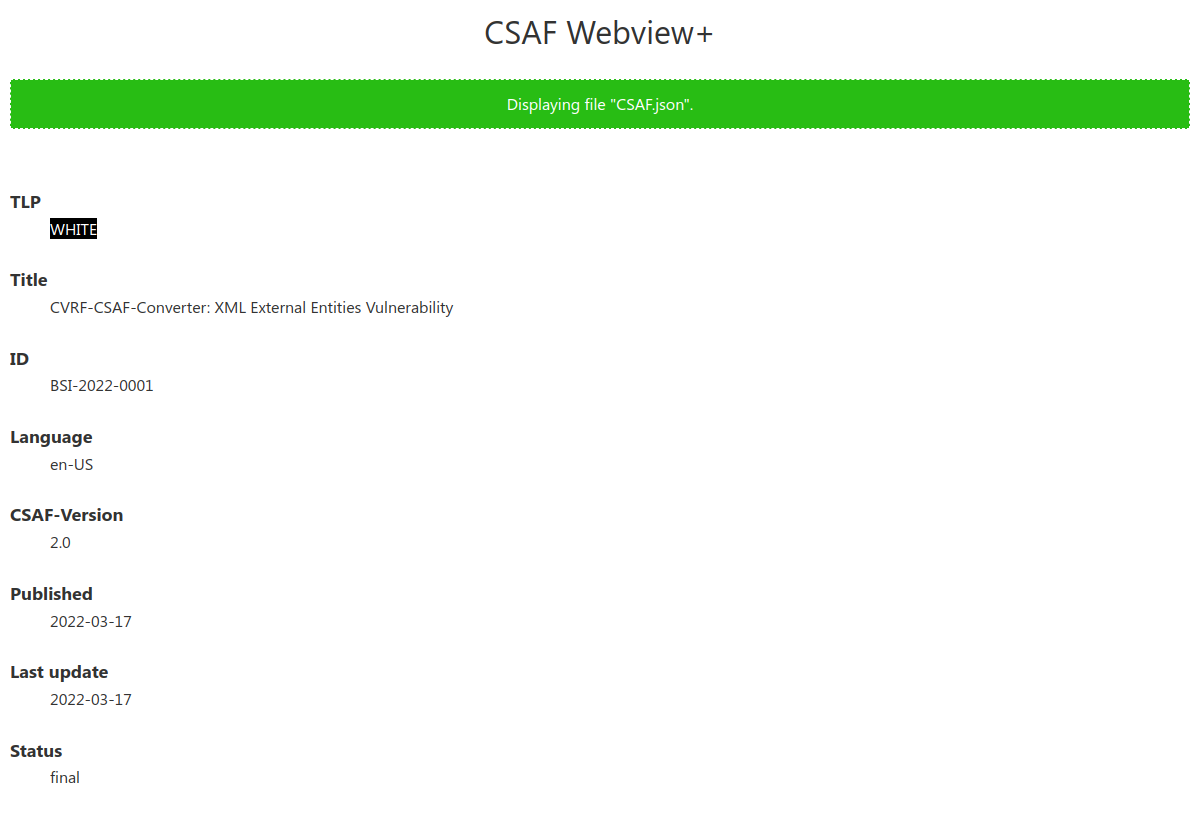 CSAF Webview+
Displaying file "CSAF.json".
TLP
WHITE
Title
CVRF-CSAF-Converter: XML External Entities Vulnerability
ID
BSI-2022-0001
Language
en-US
CSAF-Version
2.0
Published
2022-03-17
Last update
2022-03-17
Status
final